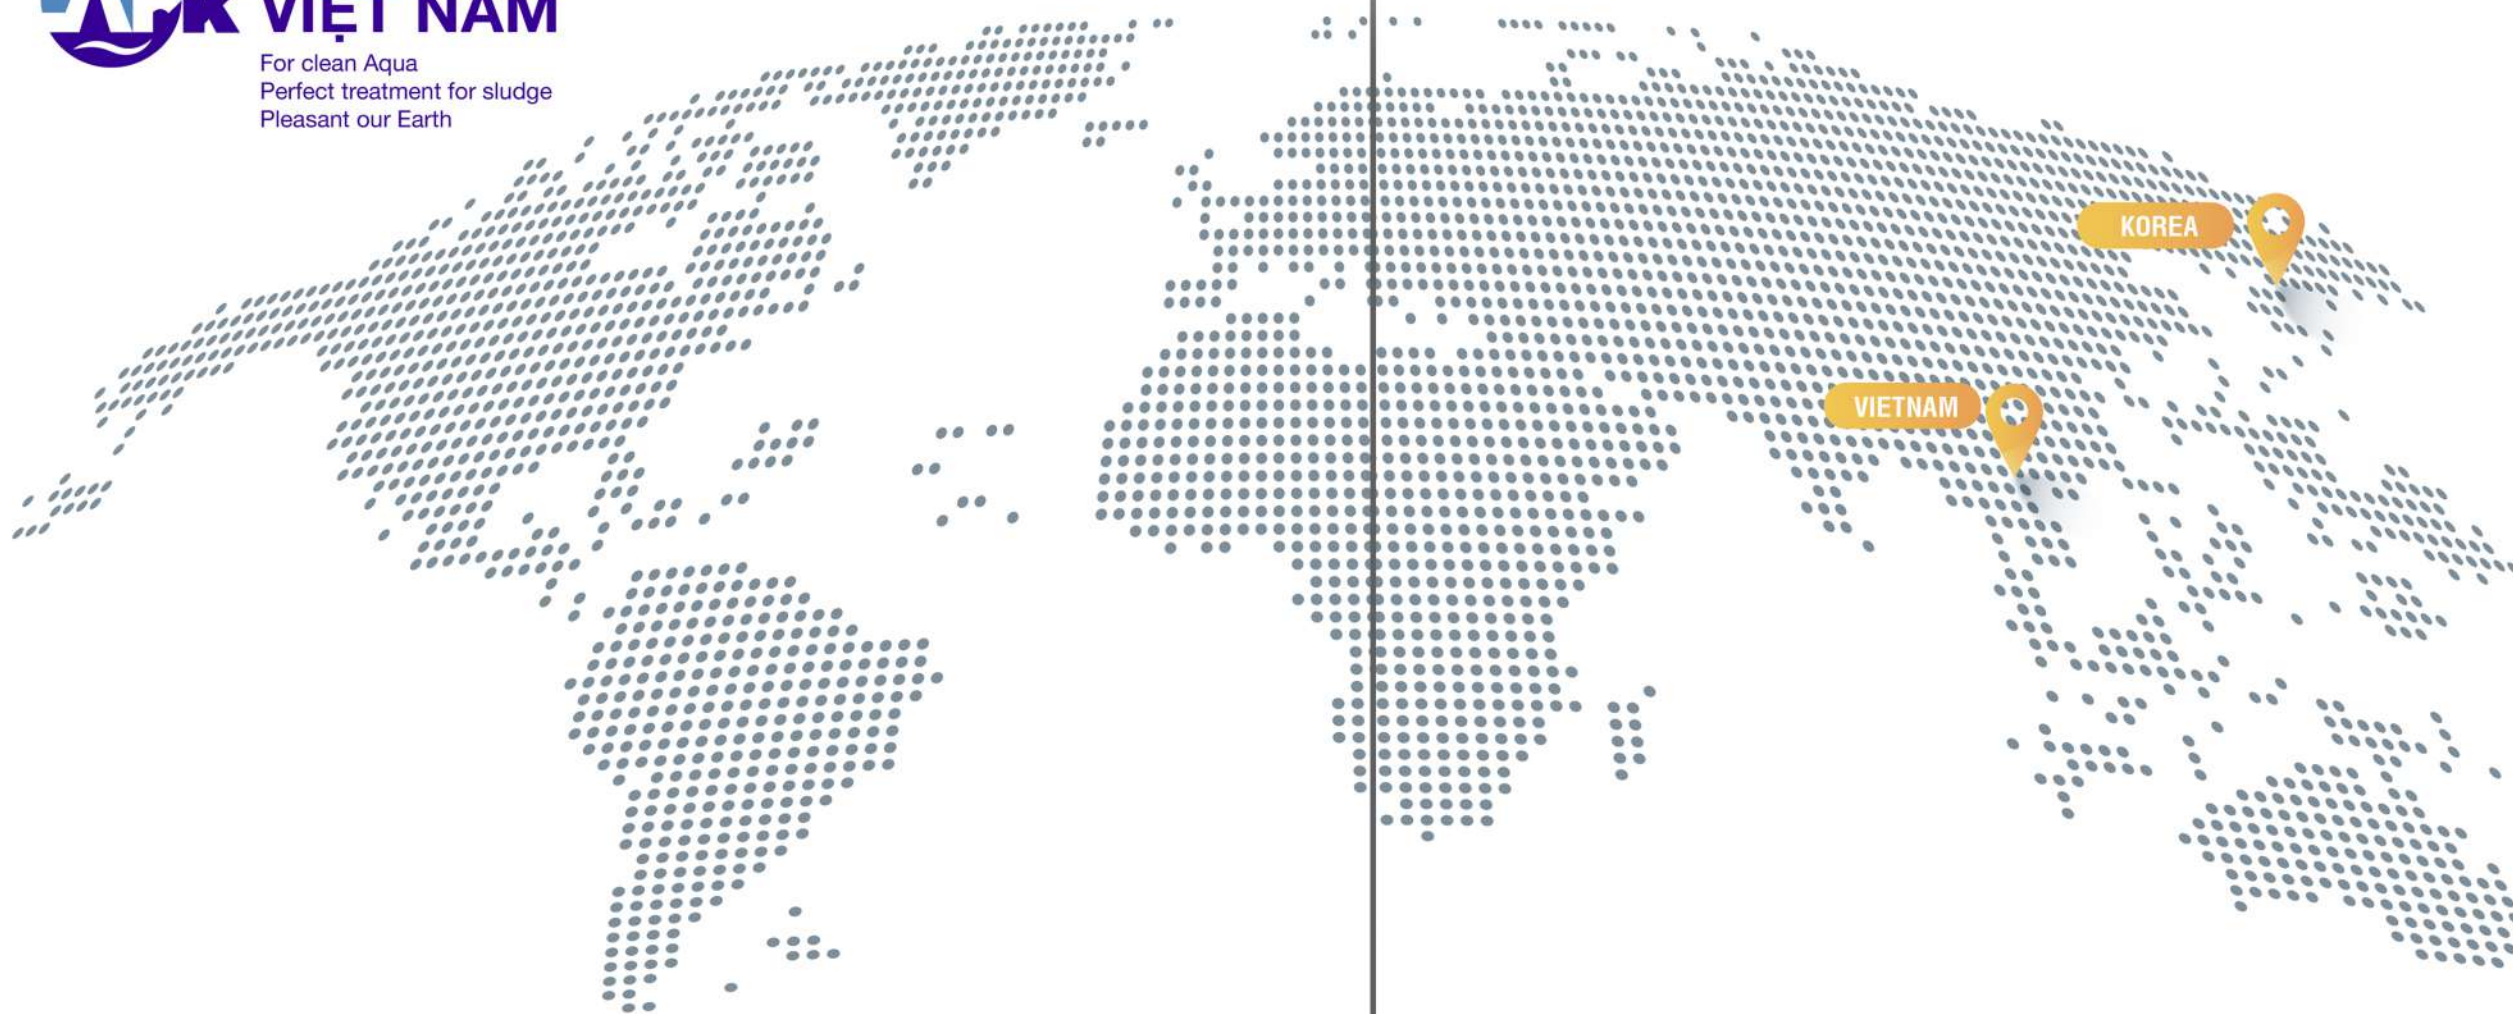 VIỆT NAM
For clean Aqua
Perfect treatment for sludge
Pleasant our Earth
KOREA
VIETNAM